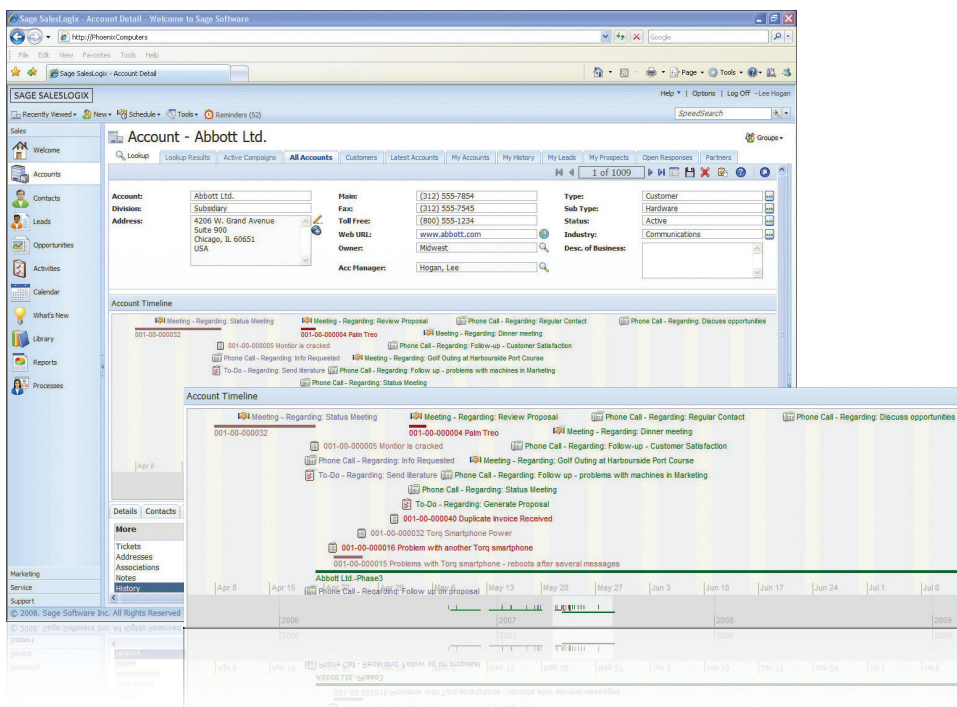 Sage SalesLogix - Account Detail - Welcome to Sage Software
http://PhoenixComputers
Google
File Edit View Favorites Tools Help
Sage SalesLogix - Account Detail
Page Tools
SAGE SALESLOGIX
Help | Options | Log Off - Lee Hogan
Recently Viewed New Schedule Tools Reminders (52)
SpeedSearch
Sales
Account - Abbott Ltd.
Groups
Lookup Lookup Results Active Campaigns All Accounts Customers Latest Accounts My Accounts My History My Leads My Prospects Open Responses Partners
1 of 1009
Welcome
Accounts
Contacts
Leads
Opportunities
Activities
Calendar
What's New
Library
Reports
Processes
Account: Abbott Ltd. Main: (312) 555-7854 Type: Customer
Division: Subsidary Fax: (312) 555-7545 Sub Type: Hardware
Address: 4206 W. Grand Avenue Toll Free: (800) 555-1234 Status: Active
Suite 900 Web URL: www.abbott.com Industry: Communications
Chicago, IL 60651
USA Owner: Midwest Desc. of Business:
Acc Manager: Hogan, Lee
Account Timeline
Meeting - Regarding: Status Meeting Meeting - Regarding: Review Proposal Phone Call - Regarding: Regular Contact Phone Call - Regarding: Discuss opportunities
001-00-000032 001-00-000004 Palm Treo Meeting - Regarding: Dinner meeting
001-00-000005 Montior is cracked Phone Call - Regarding: Follow-up - Customer Satisfaction
Phone Call - Regarding: Info Requested Meeting - Regarding: Golf Outing at Harbourside Port Course
To-Do - Regarding: Send literature Phone Call - Regarding: Follow up - problems with machines in Marketing
Phone Call - Regarding: Status Meeting
Apr 8
Details Contacts
More
Tickets
Addresses
Associations
Notes
History
Marketing
Service
Support
© 2008. Sage Software Inc. All Rights Reserved
Account Timeline
Meeting - Regarding: Status Meeting Meeting - Regarding: Review Proposal Phone Call - Regarding: Regular Contact Phone Call - Regarding: Discuss opportunities
001-00-000032 001-00-000004 Palm Treo Meeting - Regarding: Dinner meeting
001-00-000005 Montior is cracked Phone Call - Regarding: Follow-up - Customer Satisfaction
Phone Call - Regarding: Info Requested Meeting - Regarding: Golf Outing at Harbourside Port Course
To-Do - Regarding: Send literature Phone Call - Regarding: Follow up - problems with machines in Marketing
Phone Call - Regarding: Status Meeting
To-Do - Regarding: Generate Proposal
001-00-000040 Duplicate Invoice Received
001-00-000032 Torq Smartphone Power
001-00-000016 Problem with another Torq smartphone
001-00-000015 Problems with Torq smartphone - reboots after several messages
Abbott Ltd.-Phase3
Apr 8 Apr 15 Apr 22 Apr 29 May 6 May 13 May 20 May 27 Jun 3 Jun 10 Jun 17 Jun 24 Jul 1 Jul 8
Phone Call - Regarding: Follow up on proposal
2006 2007 2008 2009